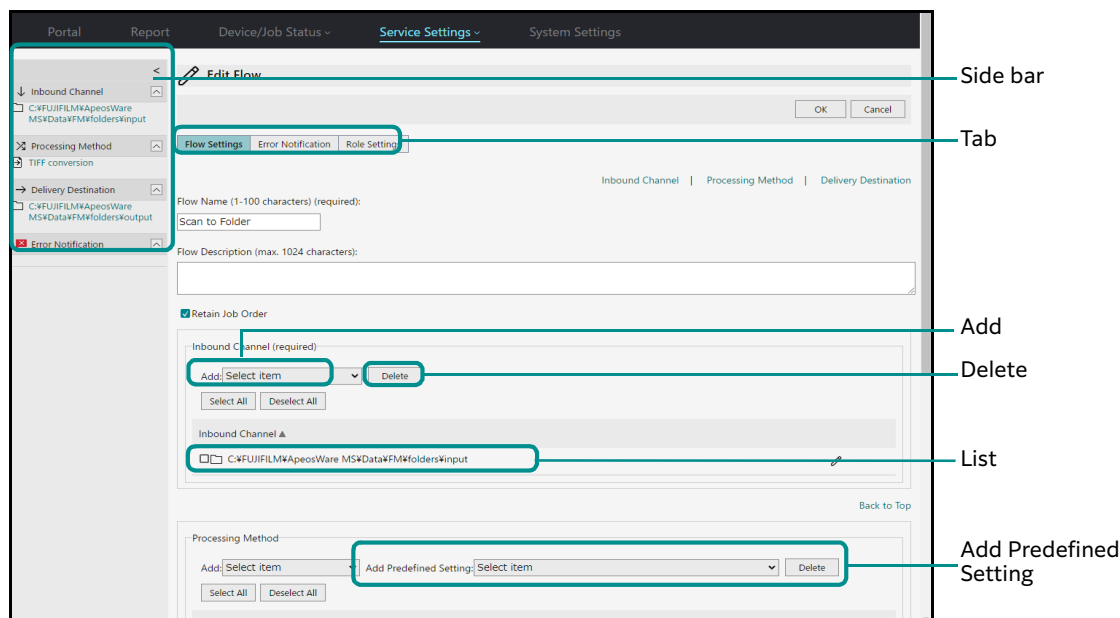 Portal Report Device/Job Status Service Settings System Settings
< Edit Flow
Side bar
Inbound Channel
C:¥FUJIFILM¥ApeosWare
MS¥Data¥FM¥folders¥input
OK Cancel
Processing Method
TIFF conversion
Flow Settings Error Notification Role Settings
Tab
Delivery Destination
C:¥FUJIFILM¥ApeosWare
MS¥Data¥FM¥folders¥output
Inbound Channel | Processing Method | Delivery Destination
Flow Name (1-100 characters) (required):
Scan to Folder
Error Notification
Flow Description (max. 1024 characters):
Retain Job Order
Add
Inbound Channel (required)
Add: Select item Delete
Delete
Select All Deselect All
Inbound Channel ▲
C:¥FUJIFILM¥ApeosWare MS¥Data¥FM¥folders¥input
List
Back to Top
Processing Method
Add: Select item Add Predefined Setting: Select item Delete
Add Predefined
Setting
Select All Deselect All